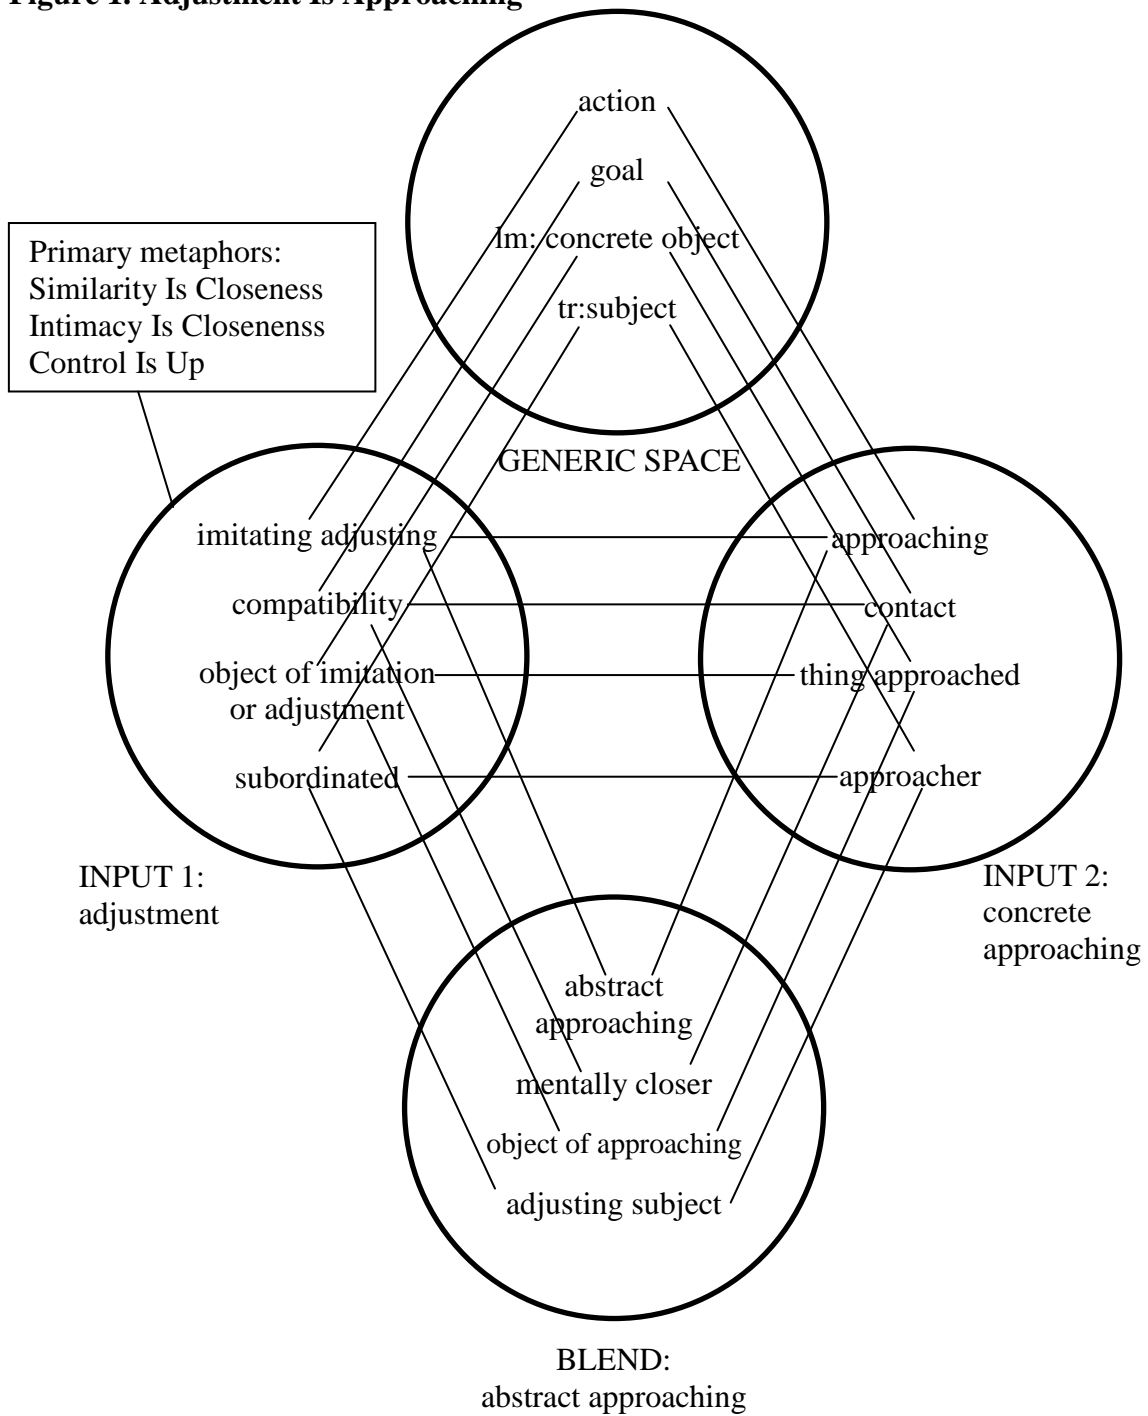 Figure 1. Adjustment Is Approaching
action
goal
lm: concrete object
tr:subject
GENERIC SPACE
Primary metaphors:
Similarity Is Closeness
Intimacy Is Closenenss
Control Is Up
imitating adjusting
compatibility
object of imitation
or adjustment
subordinated
INPUT 1:
adjustment
approaching
contact
thing approached
approacher
INPUT 2:
concrete
approaching
abstract
approaching
mentally closer
object of approaching
adjusting subject
BLEND:
abstract approaching